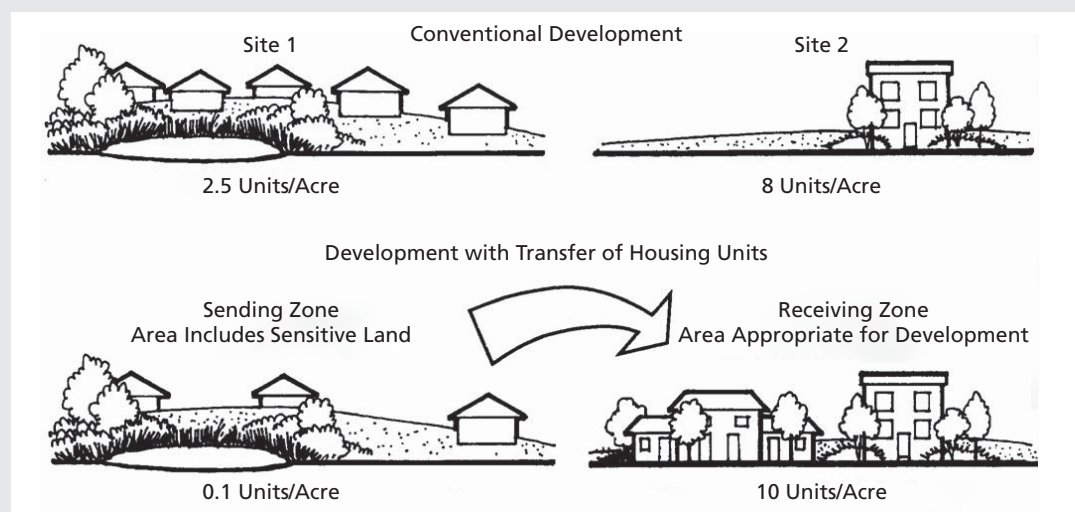 Conventional Development
Site 1
Site 2
2.5 Units/Acre
8 Units/Acre
Development with Transfer of Housing Units
Sending Zone
Area Includes Sensitive Land
Receiving Zone
Area Appropriate for Development
0.1 Units/Acre
10 Units/Acre